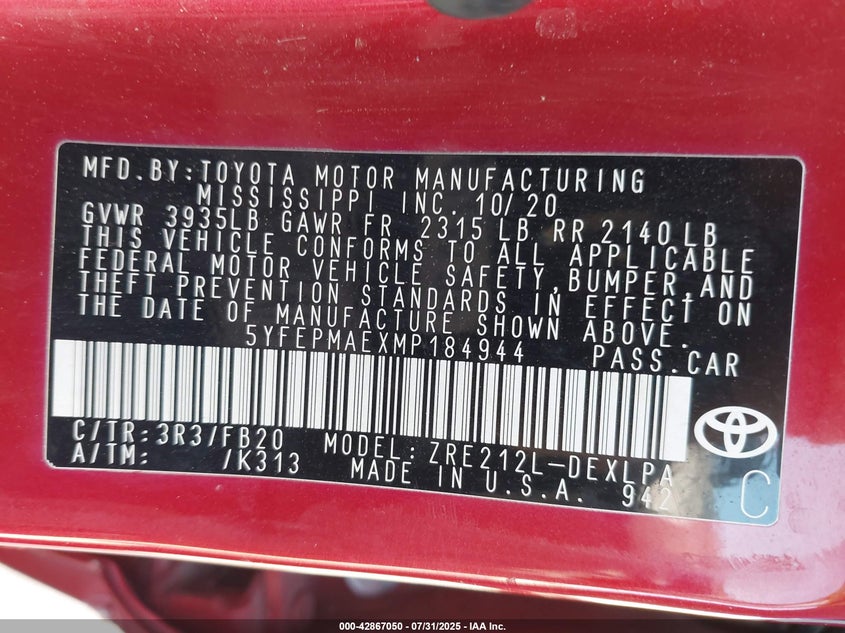 MFD.BY:TOYOTA MOTOR MANUFACTURING
MISSISSIPPI INC. 10/20
GVWR 3935LB GAWR FR 2315 LB RR 2140 LB
THIS VEHICLE CONFORMS TO ALL APPLICABLE
FEDERAL MOTOR VEHICLE SAFETY,BUMPER,AND
THEFT PREVENTION STANDARDS IN EFFECT ON
THE DATE OF MANUFACTURE SHOWN ABOVE.
5YFEPMAEXMP184944 PASS.CAR
C/TR:3R3/FB20 MODEL:ZRE212L-DEXLPA
A/TM: /K313 MADE IN U.S.A. 942
C
000-42867050 - 07/31/2025 - IAA Inc.